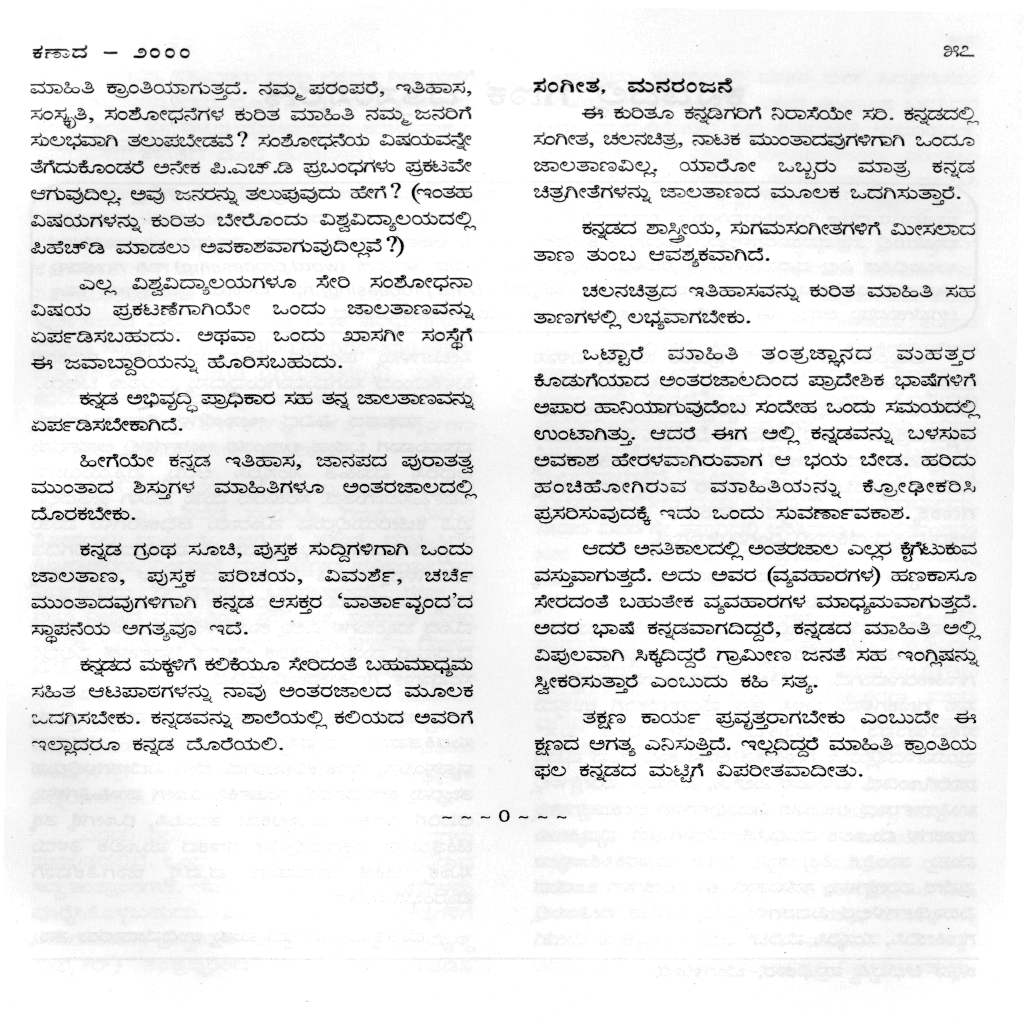 ಕಣಾದ – ೨೦೦೦
೫೯೭
ಮಾಹಿತಿ ಕ್ರಾಂತಿಯಾಗುತ್ತದೆ. ನಮ್ಮ ಪರಂಪರೆ, ಇತಿಹಾಸ,
ಸಂಸ್ಕೃತಿ, ಸಂಶೋಧನೆಗಳ ಕುರಿತ ಮಾಹಿತಿ ನಮ್ಮ ಜನರಿಗೆ
ಸುಲಭವಾಗಿ ತಲುಪಬೇಡವೆ? ಸಂಶೋಧನೆಯ ವಿಷಯವನ್ನೇ
ತೆಗೆದುಕೊಂಡರೆ ಅನೇಕ ಪಿ.ಎಚ್.ಡಿ ಪ್ರಬಂಧಗಳು ಪ್ರಕಟವೇ
ಆಗುವುದಿಲ್ಲ. ಅವು ಜನರನ್ನು ತಲುಪುವುದು ಹೇಗೆ? (ಇಂತಹ
ವಿಷಯಗಳನ್ನು ಕುರಿತು ಬೇರೊಂದು ವಿಶ್ವವಿದ್ಯಾಲಯದಲ್ಲಿ
ಪಿಹೆಚ್‌ಡಿ ಮಾಡಲು ಅವಕಾಶವಾಗುವುದಿಲ್ಲವೆ?)
ಎಲ್ಲ ವಿಶ್ವವಿದ್ಯಾಲಯಗಳೂ ಸೇರಿ ಸಂಶೋಧನಾ
ವಿಷಯ ಪ್ರಕಟಣೆಗಾಗಿಯೇ ಒಂದು ಜಾಲತಾಣವನ್ನು
ಏರ್ಪಡಿಸಬಹುದು. ಅಥವಾ ಒಂದು ಖಾಸಗೀ ಸಂಸ್ಥೆಗೆ
ಈ ಜವಾಬ್ದಾರಿಯನ್ನು ಹೊರಿಸಬಹುದು.
ಕನ್ನಡ ಅಭಿವೃದ್ಧಿ ಪ್ರಾಧಿಕಾರ ಸಹ ತನ್ನ ಜಾಲತಾಣವನ್ನು
ಏರ್ಪಡಿಸಬೇಕಾಗಿದೆ.
ಹೀಗೆಯೇ ಕನ್ನಡ ಇತಿಹಾಸ, ಜಾನಪದ ಪುರಾತತ್ವ
ಮುಂತಾದ ಶಿಸ್ತುಗಳ ಮಾಹಿತಿಗಳೂ ಅಂತರಜಾಲದಲ್ಲಿ
ದೊರಕಬೇಕು.
ಕನ್ನಡ ಗ್ರಂಥ ಸೂಚಿ, ಪುಸ್ತಕ ಸುದ್ದಿಗಳಿಗಾಗಿ ಒಂದು
ಜಾಲತಾಣ, ಪುಸ್ತಕ ಪರಿಚಯ, ವಿಮರ್ಶೆ, ಚರ್ಚೆ
ಮುಂತಾದವುಗಳಿಗಾಗಿ ಕನ್ನಡ ಆಸಕ್ತರ 'ವಾರ್ತಾವೃಂದ'ದ
ಸ್ಥಾಪನೆಯ ಅಗತ್ಯವೂ ಇದೆ.
ಕನ್ನಡದ ಮಕ್ಕಳಿಗೆ ಕಲಿಕೆಯೂ ಸೇರಿದಂತೆ ಬಹುಮಾಧ್ಯಮ
ಸಹಿತ ಆಟಪಾಠಗಳನ್ನು ನಾವು ಅಂತರಜಾಲದ ಮೂಲಕ
ಒದಗಿಸಬೇಕು. ಕನ್ನಡವನ್ನು ಶಾಲೆಯಲ್ಲಿ ಕಲಿಯದ ಅವರಿಗೆ
ಇಲ್ಲಾದರೂ ಕನ್ನಡ ದೊರೆಯಲಿ.
ಸಂಗೀತ, ಮನರಂಜನೆ
ಈ ಕುರಿತೂ ಕನ್ನಡಿಗರಿಗೆ ನಿರಾಸೆಯೇ ಸರಿ. ಕನ್ನಡದಲ್ಲಿ
ಸಂಗೀತ, ಚಲನಚಿತ್ರ, ನಾಟಕ ಮುಂತಾದವುಗಳಿಗಾಗಿ ಒಂದೂ
ಜಾಲತಾಣವಿಲ್ಲ. ಯಾರೋ ಒಬ್ಬರು ಮಾತ್ರ ಕನ್ನಡ
ಚಿತ್ರಗೀತೆಗಳನ್ನು ಜಾಲತಾಣದ ಮೂಲಕ ಒದಗಿಸುತ್ತಾರೆ.
ಕನ್ನಡದ ಶಾಸ್ತ್ರೀಯ, ಸುಗಮಸಂಗೀತಗಳಿಗೆ ಮೀಸಲಾದ
ತಾಣ ತುಂಬ ಆವಶ್ಯಕವಾಗಿದೆ.
ಚಲನಚಿತ್ರದ ಇತಿಹಾಸವನ್ನು ಕುರಿತ ಮಾಹಿತಿ ಸಹ
ತಾಣಗಳಲ್ಲಿ ಲಭ್ಯವಾಗಬೇಕು.
ಒಟ್ಟಾರೆ ಮಾಹಿತಿ ತಂತ್ರಜ್ಞಾನದ ಮಹತ್ತರ
ಕೊಡುಗೆಯಾದ ಅಂತರಜಾಲದಿಂದ ಪ್ರಾದೇಶಿಕ ಭಾಷೆಗಳಿಗೆ
ಅಪಾರ ಹಾನಿಯಾಗುವುದೆಂಬ ಸಂದೇಹ ಒಂದು ಸಮಯದಲ್ಲಿ
ಉಂಟಾಗಿತ್ತು. ಆದರೆ ಈಗ ಅಲ್ಲಿ ಕನ್ನಡವನ್ನು ಬಳಸುವ
ಅವಕಾಶ ಹೇರಳವಾಗಿರುವಾಗ ಆ ಭಯ ಬೇಡ. ಹರಿದು
ಹಂಚಿಹೋಗಿರುವ ಮಾಹಿತಿಯನ್ನು ಕ್ರೋಢೀಕರಿಸಿ
ಪ್ರಸರಿಸುವುದಕ್ಕೆ ಇದು ಒಂದು ಸುವರ್ಣಾವಕಾಶ.
ಆದರೆ ಅನತಿಕಾಲದಲ್ಲಿ ಅಂತರಜಾಲ ಎಲ್ಲರ ಕೈಗೆಟುಕುವ
ವಸ್ತುವಾಗುತ್ತದೆ. ಅದು ಅವರ (ವ್ಯವಹಾರಗಳ) ಹಣಕಾಸೂ
ಸೇರದಂತೆ ಬಹುತೇಕ ವ್ಯವಹಾರಗಳ ಮಾಧ್ಯಮವಾಗುತ್ತದೆ.
ಅದರ ಭಾಷೆ ಕನ್ನಡವಾಗದಿದ್ದರೆ, ಕನ್ನಡದ ಮಾಹಿತಿ ಅಲ್ಲಿ
ವಿಪುಲವಾಗಿ ಸಿಕ್ಕದಿದ್ದರೆ ಗ್ರಾಮೀಣ ಜನತೆ ಸಹ ಇಂಗ್ಲಿಷನ್ನು
ಸ್ವೀಕರಿಸುತ್ತಾರೆ ಎಂಬುದು ಕಹಿ ಸತ್ಯ.
ತಕ್ಷಣ ಕಾರ್ಯ ಪ್ರವೃತ್ತರಾಗಬೇಕು ಎಂಬುದೇ ಈ
ಕ್ಷಣದ ಅಗತ್ಯ ಎನಿಸುತ್ತಿದೆ. ಇಲ್ಲದಿದ್ದರೆ ಮಾಹಿತಿ ಕ್ರಾಂತಿಯ
ಫಲ ಕನ್ನಡದ ಮಟ್ಟಿಗೆ ವಿಪರೀತವಾದೀತು.
~ ~ ~ 0 ~ ~ ~